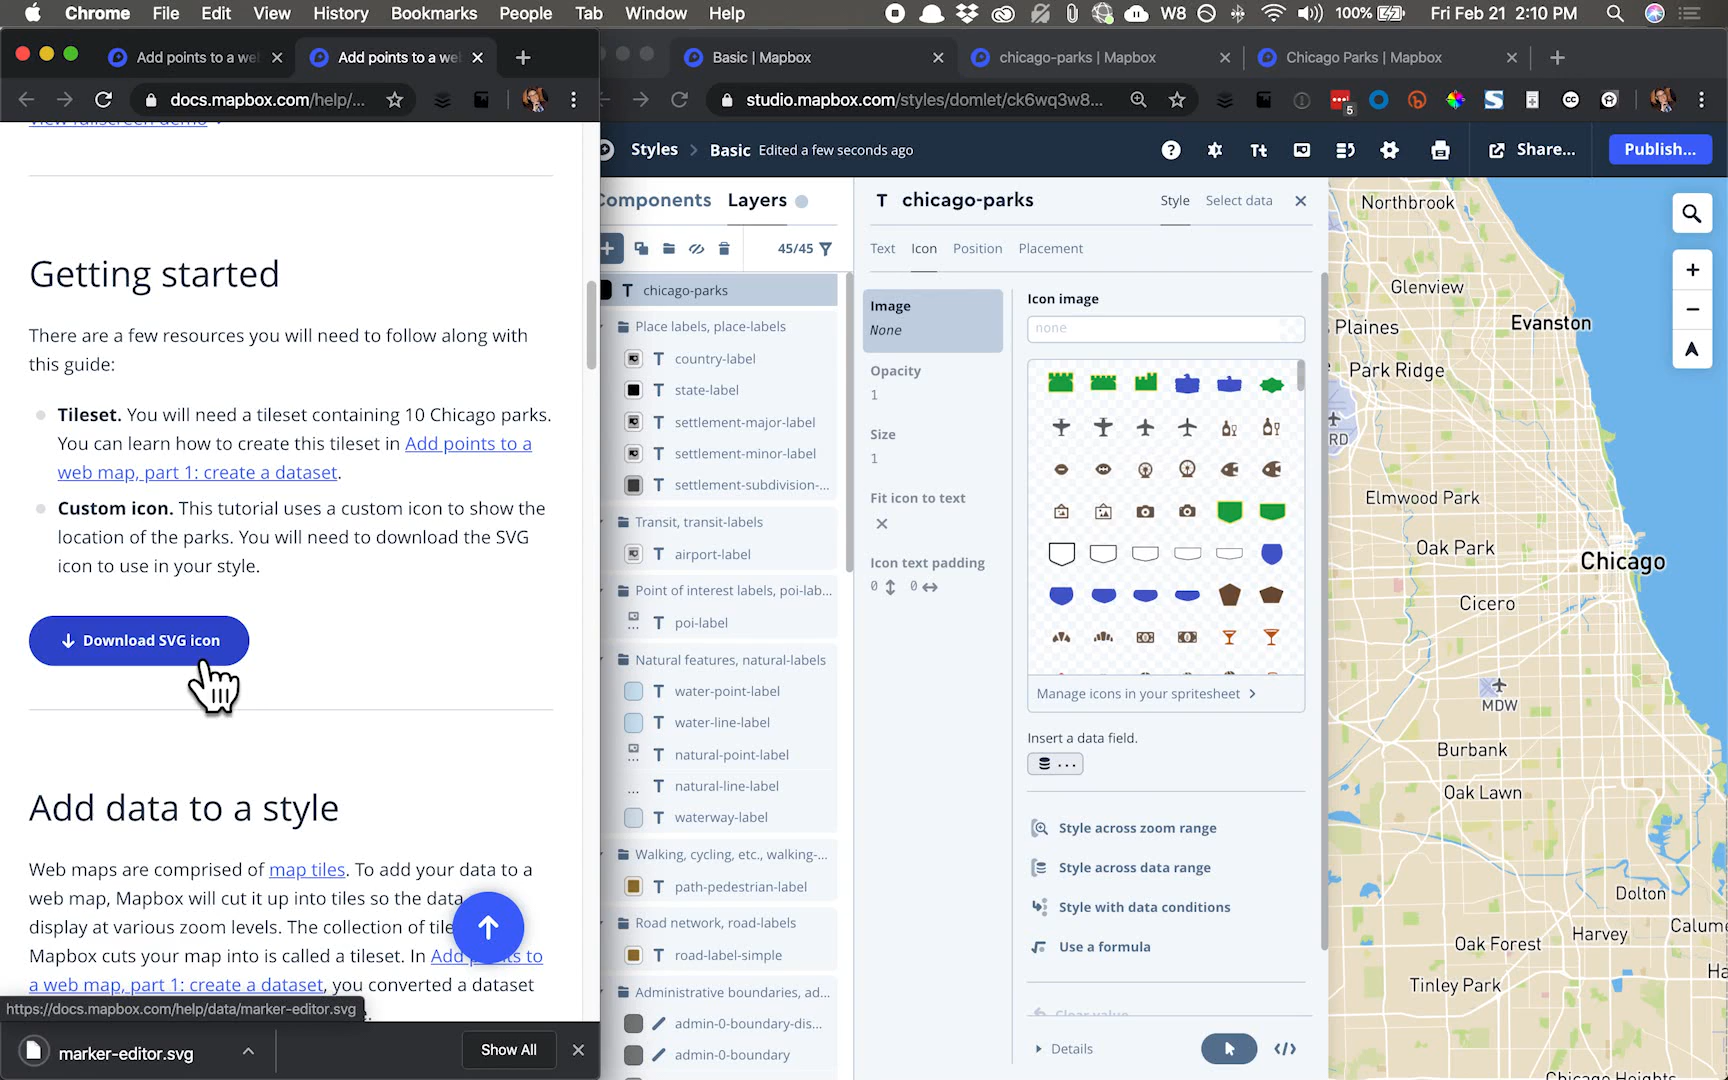 Chrome File Edit View History Bookmarks People Tab Window Help
W8 100% Fri Feb 21 2:10 PM
Add points to a we
Add points to a we
Basic | Mapbox
chicago-parks | Mapbox
Chicago Parks | Mapbox
docs.mapbox.com/help/...
studio.mapbox.com/styles/domlet/ck6wq3w8...
5
view fullscreen demo
Getting started
There are a few resources you will need to follow along with
this guide:
Tileset. You will need a tileset containing 10 Chicago parks.
You can learn how to create this tileset in Add points to a
web map, part 1: create a dataset.
Custom icon. This tutorial uses a custom icon to show the
location of the parks. You will need to download the SVG
icon to use in your style.
Download SVG icon
Add data to a style
Web maps are comprised of map tiles. To add your data to a
web map, Mapbox will cut it up into tiles so the data
display at various zoom levels. The collection of tile
Mapbox cuts your map into is called a tileset. In Add points to
a web map, part 1: create a dataset, you converted a dataset
https://docs.mapbox.com/help/data/marker-editor.svg
marker-editor.svg
Show All
Styles > Basic Edited a few seconds ago
Tt
Share...
Publish...
Components Layers
45/45
T chicago-parks
Place labels, place-labels
T country-label
T state-label
T settlement-major-label
T settlement-minor-label
T settlement-subdivision-...
Transit, transit-labels
T airport-label
Point of interest labels, poi-lab...
T poi-label
Natural features, natural-labels
T water-point-label
T water-line-label
T natural-point-label
T natural-line-label
T waterway-label
Walking, cycling, etc., walking-...
T path-pedestrian-label
Road network, road-labels
T road-label-simple
Administrative boundaries, ad...
admin-0-boundary-dis...
admin-0-boundary
T chicago-parks
Style Select data
Text Icon Position Placement
Image
None
Opacity
1
Size
1
Fit icon to text
Icon text padding
0 0
Icon image
none
Manage icons in your spritesheet >
Insert a data field.
...
Style across zoom range
Style across data range
Style with data conditions
Use a formula
Clear value
Details
</>
Northbrook
Glenview
Plaines
Evanston
Park Ridge
RD
Elmwood Park
Oak Park
Chicago
Cicero
MDW
Burbank
Oak Lawn
Dolton
Calume
Harvey
Oak Forest
Ha
Tinley Park
Chicago Heights